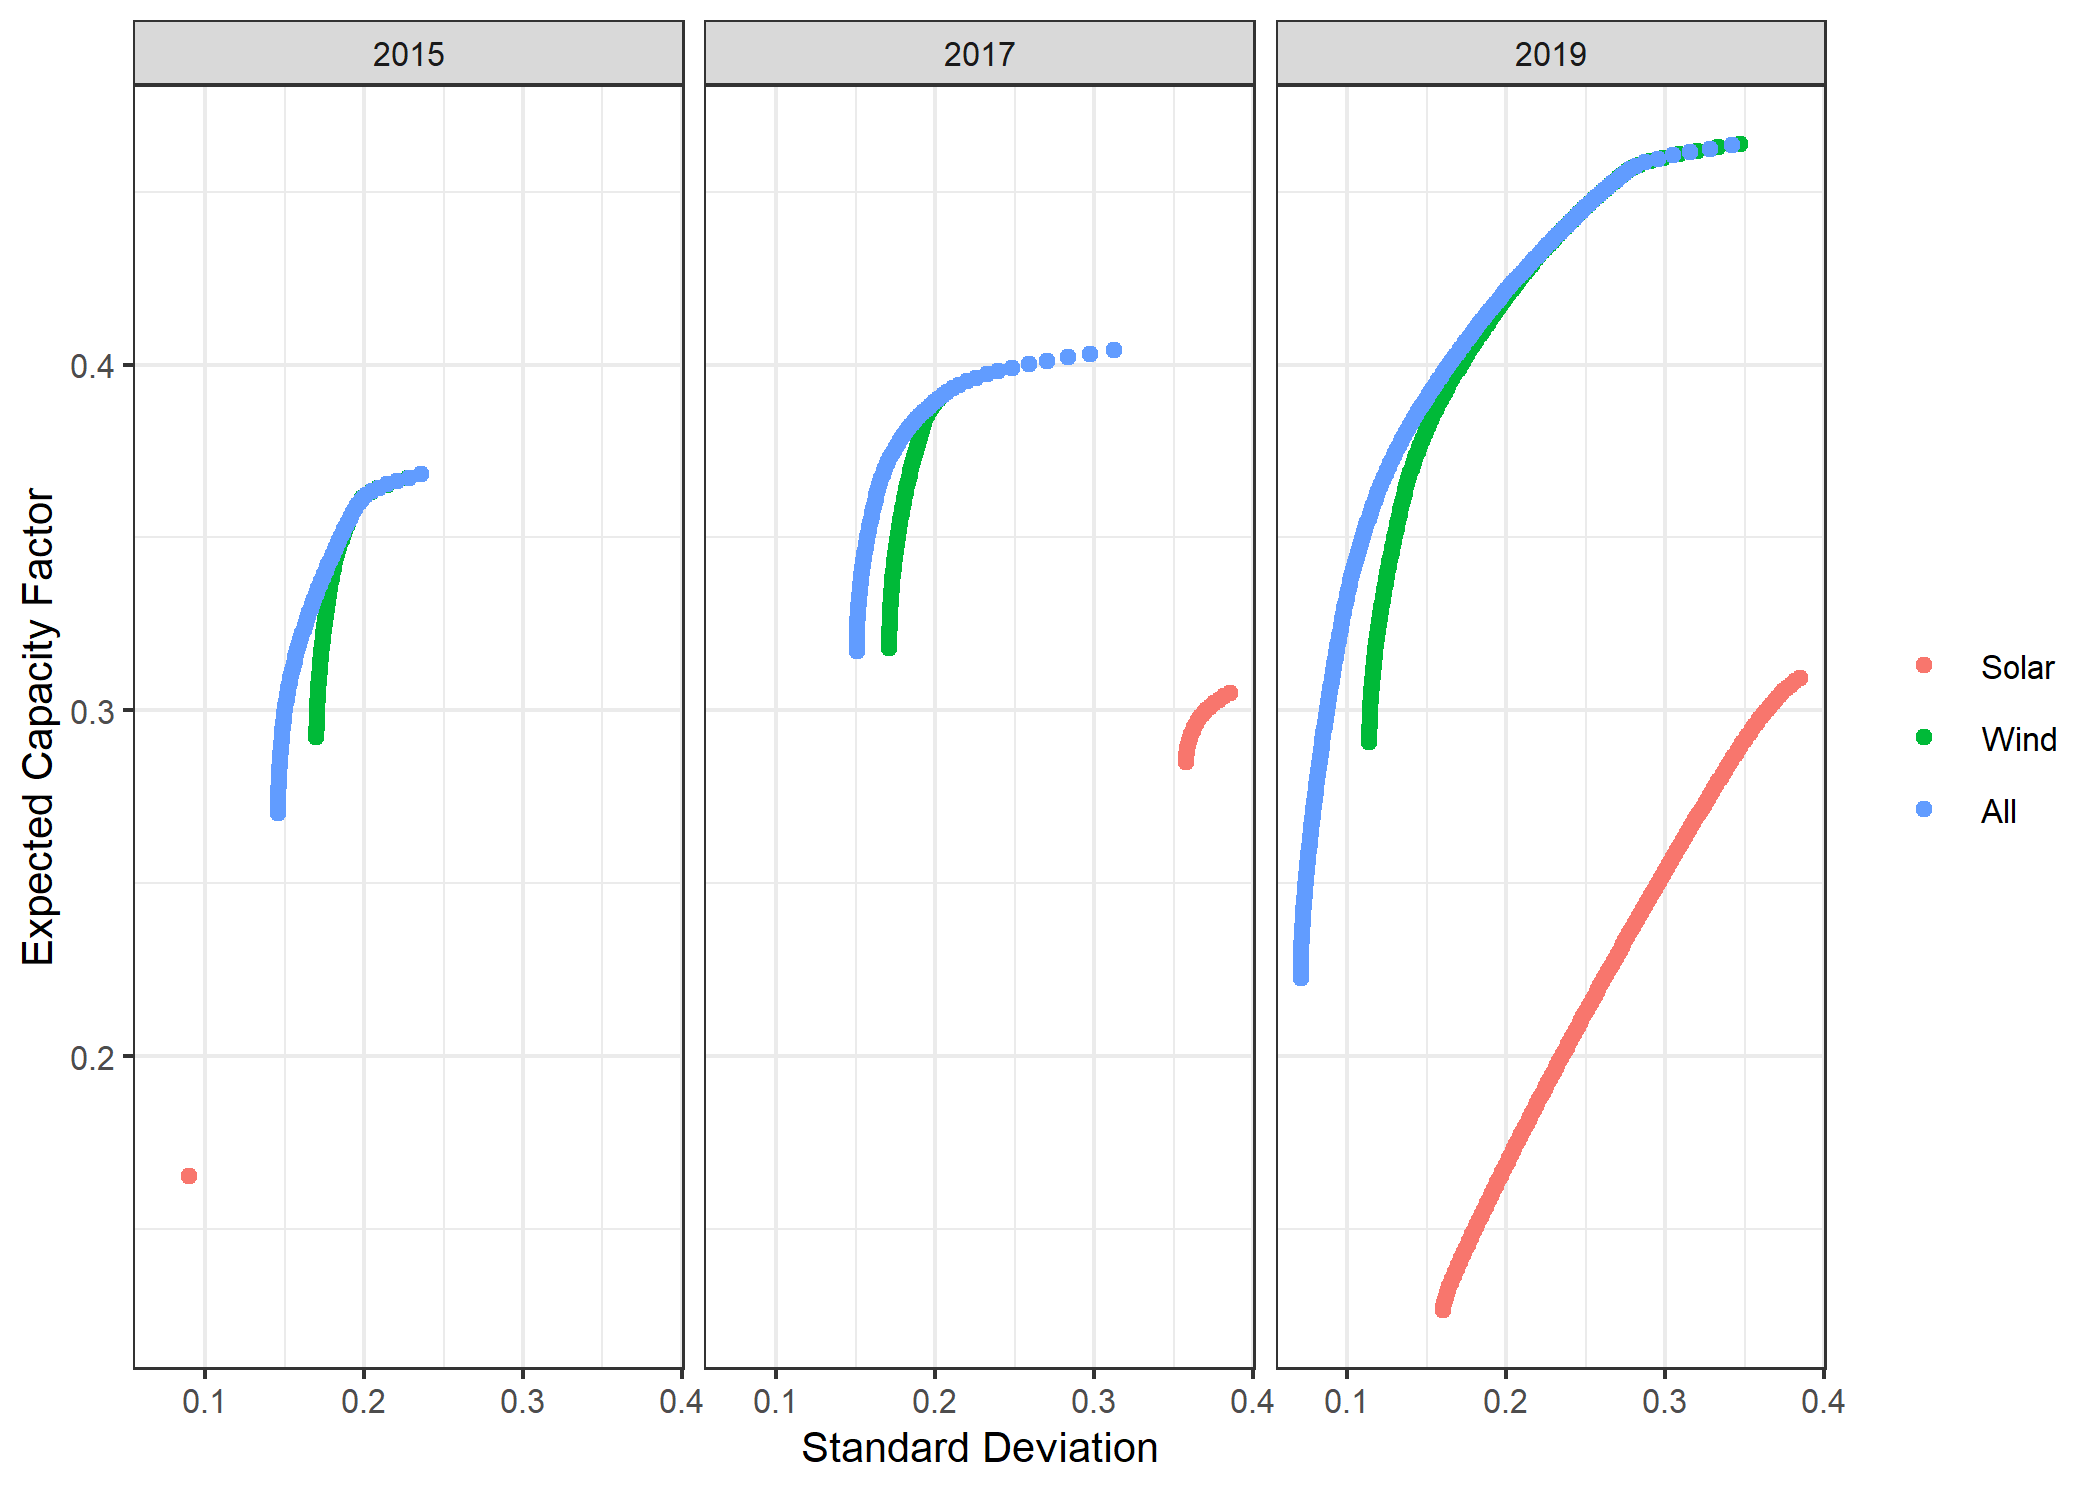 2015 2017 2019
Expected Capacity Factor
0.4
0.3
0.2
0.1 0.2 0.3 0.4 0.1 0.2 0.3 0.4 0.1 0.2 0.3 0.4
Standard Deviation
Solar
Wind
All